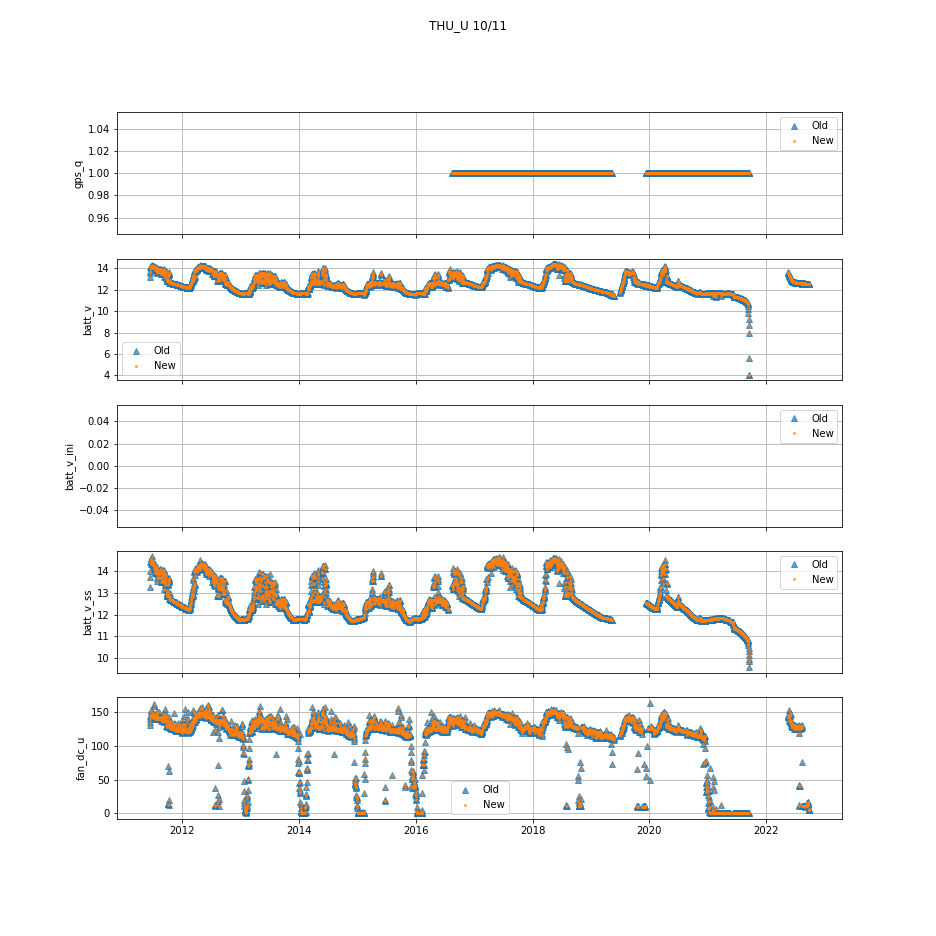 THU_U 10/11
1.04
1.02
1.00
0.98
0.96
gps_q
Old
New
14
12
10
8
6
4
batt_v
Old
New
0.04
0.02
0.00
−0.02
−0.04
batt_v_ini
Old
New
14
13
12
11
10
batt_v_ss
Old
New
150
100
50
0
fan_dc_u
Old
New
2012 2014 2016 2018 2020 2022